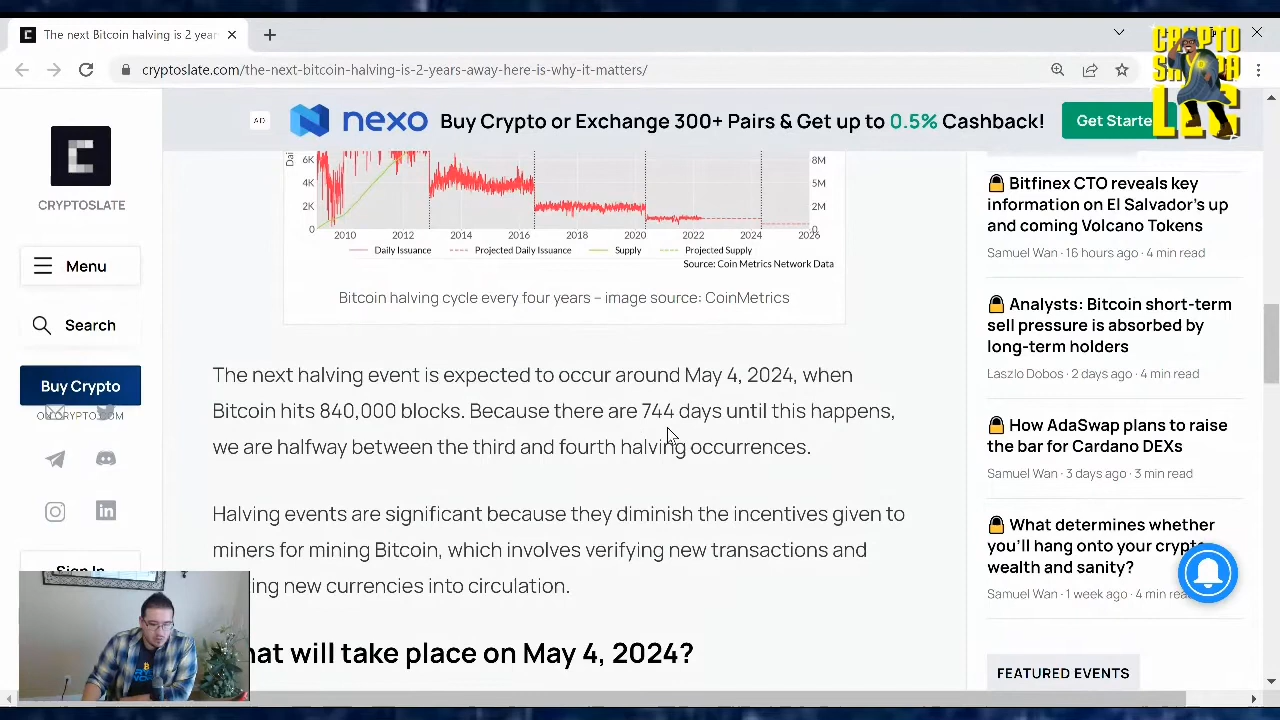 The next Bitcoin halving is 2 year
cryptoslate.com/the-next-bitcoin-halving-is-2-years-away-here-is-why-it-matters/
CRYPTO
LEG
AD
nexo
Buy Crypto or Exchange 300+ Pairs & Get up to 0.5% Cashback!
Get Starte
CRYPTOSLATE
Menu
Search
Buy Crypto
ON CRYPTO.COM
Sign In
6K
4K
2K
0
8M
5M
2M
0
2010
2012
2014
2016
2018
2020
2022
2024
2026
Daily Issuance
Projected Daily Issuance
Supply
Projected Supply
Source: Coin Metrics Network Data
Bitcoin halving cycle every four years – image source: CoinMetrics
The next halving event is expected to occur around May 4, 2024, when
Bitcoin hits 840,000 blocks. Because there are 744 days until this happens,
we are halfway between the third and fourth halving occurrences.
Halving events are significant because they diminish the incentives given to
miners for mining Bitcoin, which involves verifying new transactions and
ing new currencies into circulation.
hat will take place on May 4, 2024?
Bitfinex CTO reveals key
information on El Salvador's up
and coming Volcano Tokens
Samuel Wan · 16 hours ago · 4 min read
Analysts: Bitcoin short-term
sell pressure is absorbed by
long-term holders
Laszlo Dobos · 2 days ago · 4 min read
How AdaSwap plans to raise
the bar for Cardano DEXs
Samuel Wan · 3 days ago · 3 min read
What determines whether
you'll hang onto your crypto
wealth and sanity?
Samuel Wan · 1 week ago · 4 min rea
FEATURED EVENTS